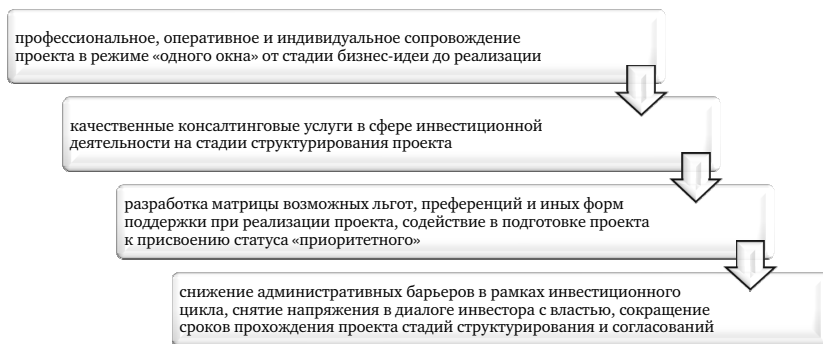 профессиональное, оперативное и индивидуальное сопровождение
проекта в режиме «одного окна» от стадии бизнес-идеи до реализации
качественные консалтинговые услуги в сфере инвестиционной
деятельности на стадии структурирования проекта
разработка матрицы возможных льгот, преференций и иных форм
поддержки при реализации проекта, содействие в подготовке проекта
к присвоению статуса «приоритетного»
снижение административных барьеров в рамках инвестиционного
цикла, снятие напряжения в диалоге инвестора с властью, сокращение
сроков прохождения проекта стадий структурирования и согласований